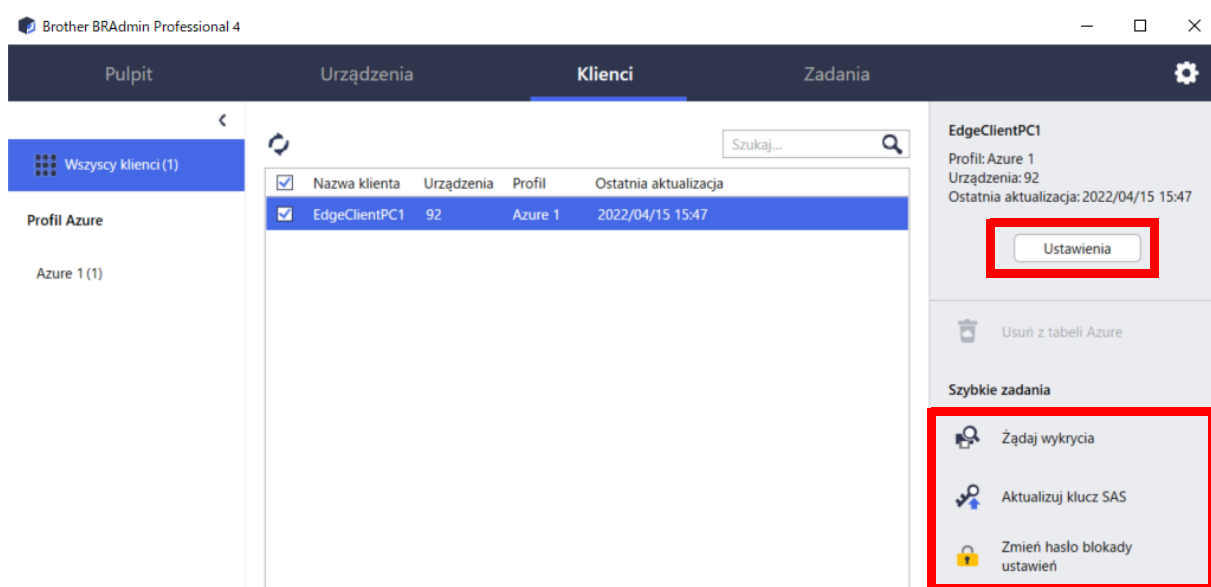 Brother BRAdmin Professional 4
Pulpit Urządzenia Klienci Zadania
Wszyscy klienci (1)
Profil Azure
Azure 1 (1)
Szukaj...
Nazwa klienta Urządzenia Profil Ostatnia aktualizacja
EdgeClientPC1 92 Azure 1 2022/04/15 15:47
EdgeClientPC1
Profil: Azure 1
Urządzenia: 92
Ostatnia aktualizacja: 2022/04/15 15:47
Ustawienia
Usuń z tabeli Azure
Szybkie zadania
Żądaj wykrycia
Aktualizuj klucz SAS
Zmień hasło blokady
ustawień